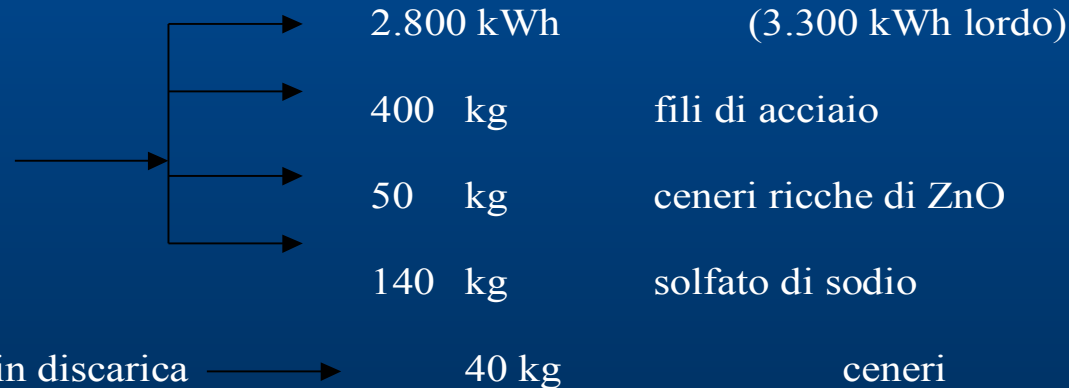 2.800 kWh (3.300 kWh lordo)
400 kg fili di acciaio
50 kg ceneri ricche di ZnO
140 kg solfato di sodio
in discarica 40 kg ceneri